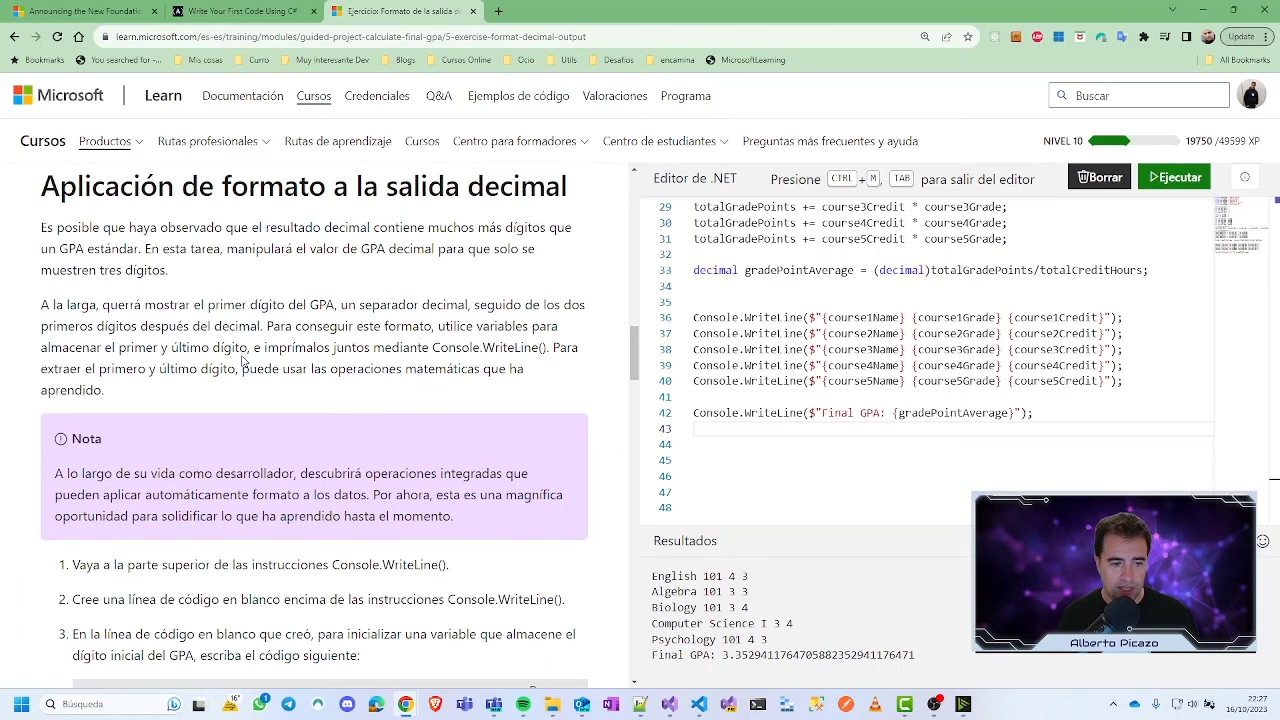 Announcing the New Foundatic
Write Your First Code Using C#
Ejercicio: Formato de la salida de
learn.microsoft.com/es-es/training/modules/guided-project-calculate-final-gpa/5-exercise-format-decimal-output
Update
Bookmarks
You searched for -...
Mis cosas
Curro
Muy interesante Dev
Blogs
Cursos Online
Ocio
Utils
Desafios
encamina
MicrosoftLearning
All Bookmarks
Microsoft
Learn
Documentación
Cursos
Credenciales
Q&A
Ejemplos de código
Valoraciones
Programa
Buscar
Cursos
Productos
Rutas profesionales
Rutas de aprendizaje
Cursos
Centro para formadores
Centro de estudiantes
Preguntas más frecuentes y ayuda
NIVEL 10
19750 /49599 XP
Aplicación de formato a la salida decimal
Es posible que haya observado que el resultado decimal contiene muchos más dígitos que
un GPA estándar. En esta tarea, manipulará el valor de GPA decimal para que solo se
muestren tres dígitos.
A la larga, querrá mostrar el primer dígito del GPA, un separador decimal, seguido de los dos
primeros dígitos después del decimal. Para conseguir este formato, utilice variables para
almacenar el primer y último dígito, e imprímalos juntos mediante Console.WriteLine(). Para
extraer el primero y último dígito, puede usar las operaciones matemáticas que ha
aprendido.
Nota
A lo largo de su vida como desarrollador, descubrirá operaciones integradas que
pueden aplicar automáticamente formato a los datos. Por ahora, esta es una magnífica
oportunidad para solidificar lo que ha aprendido hasta el momento.
1. Vaya a la parte superior de las instrucciones Console.WriteLine().
2. Cree una línea de código en blanco encima de las instrucciones Console.WriteLine().
3. En la línea de código en blanco que creó, para inicializar una variable que almacene el
dígito inicial del GPA, escriba el código siguiente:
Editor de .NET
Presione CTRL + M, TAB para salir del editor
Borrar
Ejecutar
29 totalGradePoints += course3Credit * course3Grade;
30 totalGradePoints += course4Credit * course4Grade;
31 totalGradePoints += course5Credit * course5Grade;
32
33 decimal gradePointAverage = (decimal)totalGradePoints/totalCreditHours;
34
35
36 Console.WriteLine($"{course1Name} {course1Grade} {course1Credit}");
37 Console.WriteLine($"{course2Name} {course2Grade} {course2Credit}");
38 Console.WriteLine($"{course3Name} {course3Grade} {course3Credit}");
39 Console.WriteLine($"{course4Name} {course4Grade} {course4Credit}");
40 Console.WriteLine($"{course5Name} {course5Grade} {course5Credit}");
41
42 Console.WriteLine($"Final GPA: {gradePointAverage}");
43
44
45
46
47
48
Resultados
English 101 4 3
Algebra 101 3 3
Biology 101 3 4
Computer Science I 3 4
Psychology 101 4 3
Final GPA: 3.3529411764705882352941176471
Alberto Picazo
Búsqueda
16°
22:27
16/10/2023